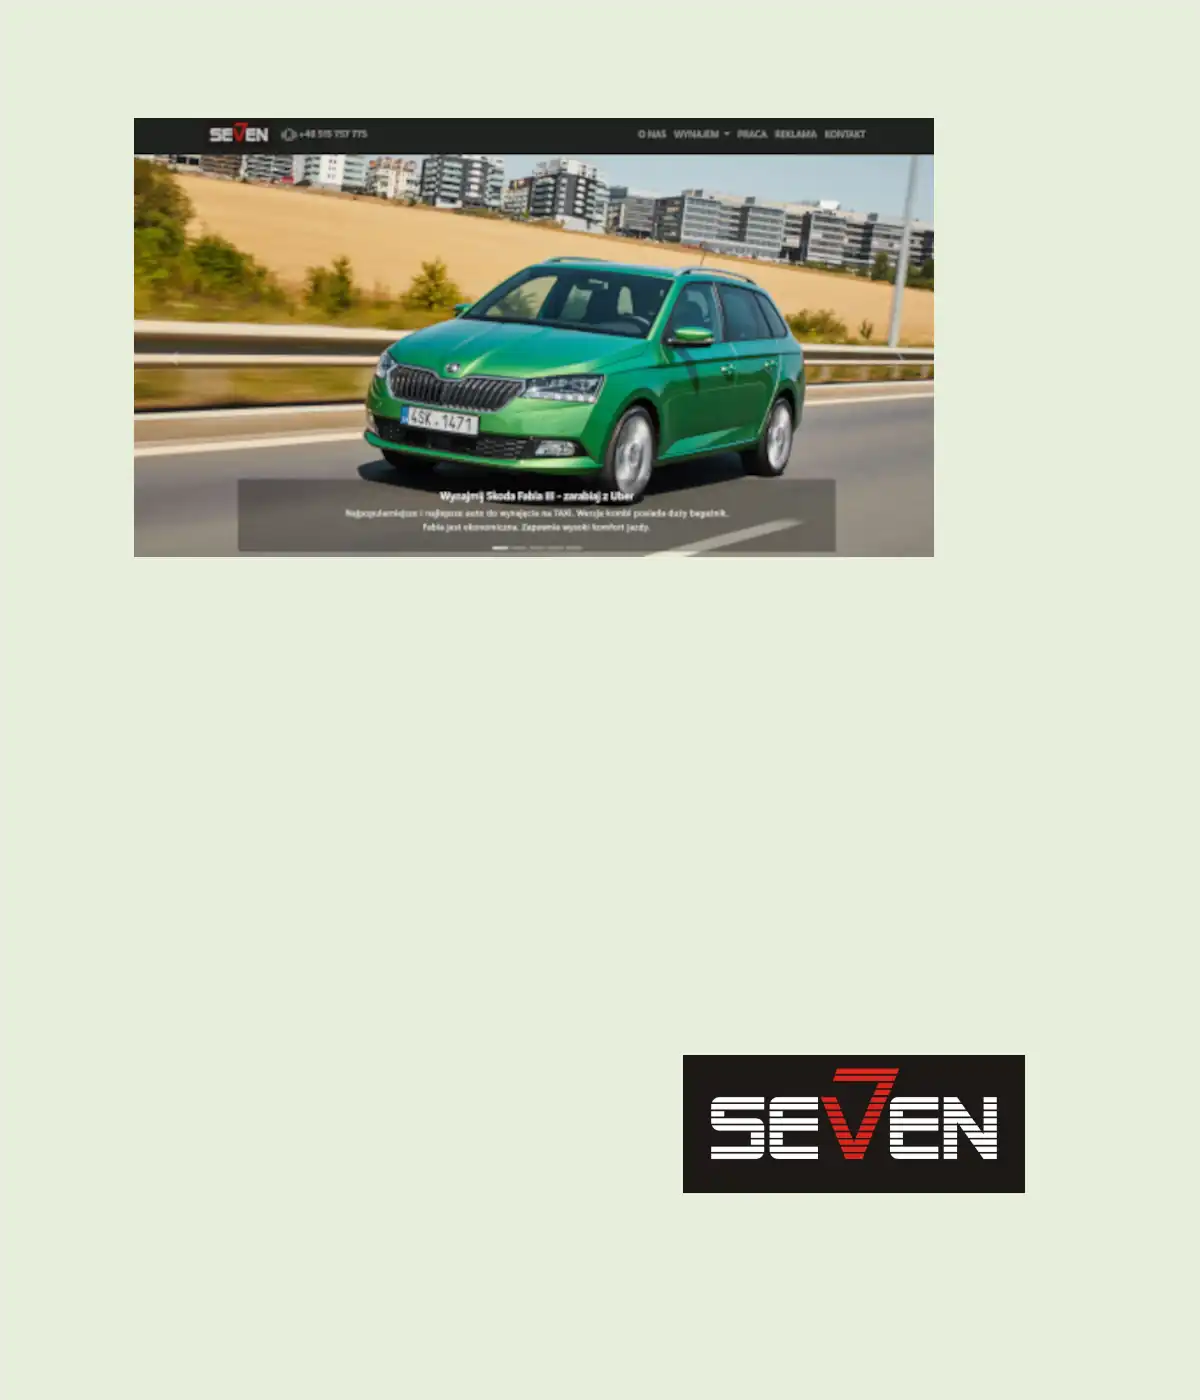 SEVEN +48 515 757 775 O NAS WYNAJEM PRACA REKLAMA KONTAKT
4SK 1471
Wynajmij Skoda Fabia III - zarabiaj z Uber
Najpopularniejsze i najlepsze auto do wynajęcia na TAXI. Wersja kombi posiada duży bagażnik.
Fabia jest ekonomiczna. Zapewnia wysoki komfort jazdy.
SEVEN